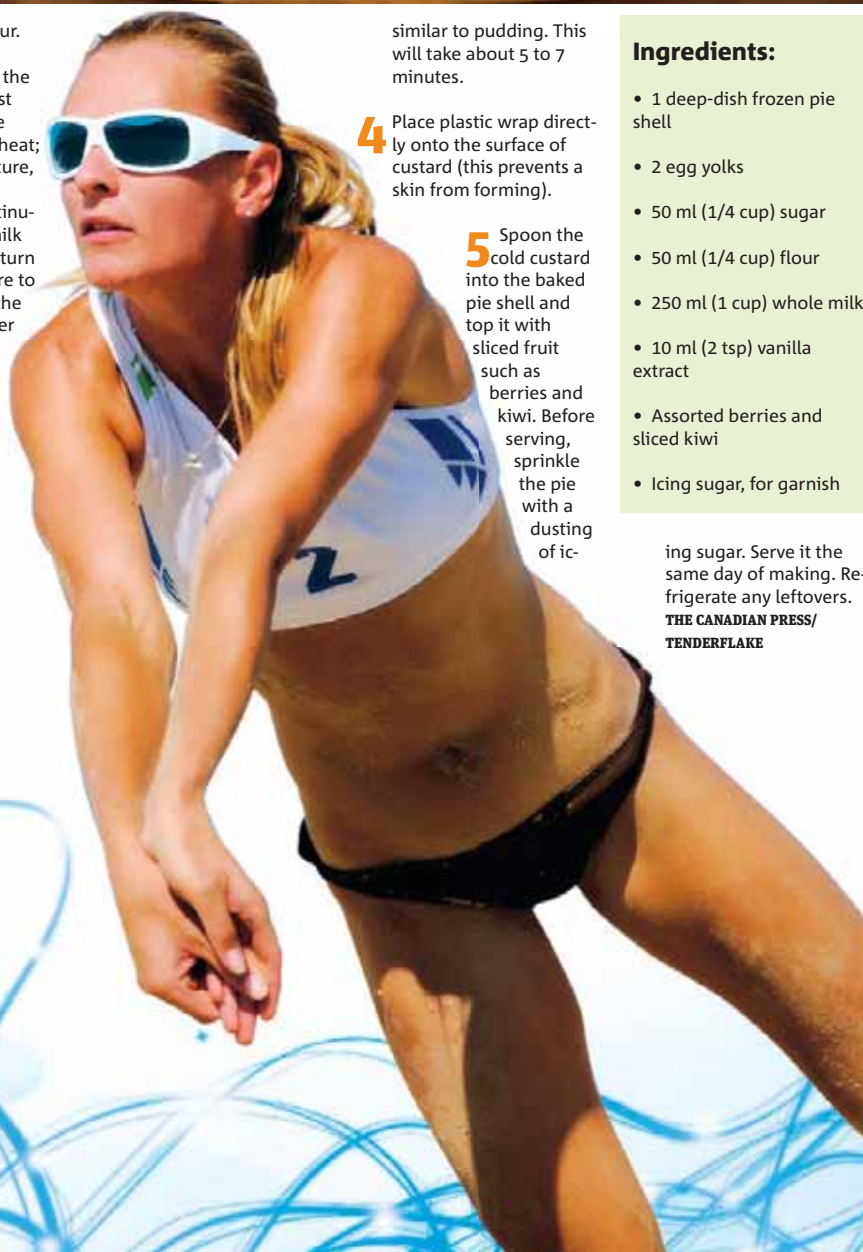 ur.
the
st
e
heat;
ture,
tinu-
ilk
turn
re to
the
er
similar to pudding. This
will take about 5 to 7
minutes.
4 Place plastic wrap direct-
ly onto the surface of
custard (this prevents a
skin from forming).
5 Spoon the
cold custard
into the baked
pie shell and
top it with
sliced fruit
such as
berries and
kiwi. Before
serving,
sprinkle
the pie
with a
dusting
of ic-
ing sugar. Serve it the
same day of making. Re-
frigerate any leftovers.
THE CANADIAN PRESS/
TENDERFLAKE
Ingredients:
• 1 deep-dish frozen pie
shell
• 2 egg yolks
• 50 ml (1/4 cup) sugar
• 50 ml (1/4 cup) flour
• 250 ml (1 cup) whole milk
• 10 ml (2 tsp) vanilla
extract
• Assorted berries and
sliced kiwi
• Icing sugar, for garnish
2